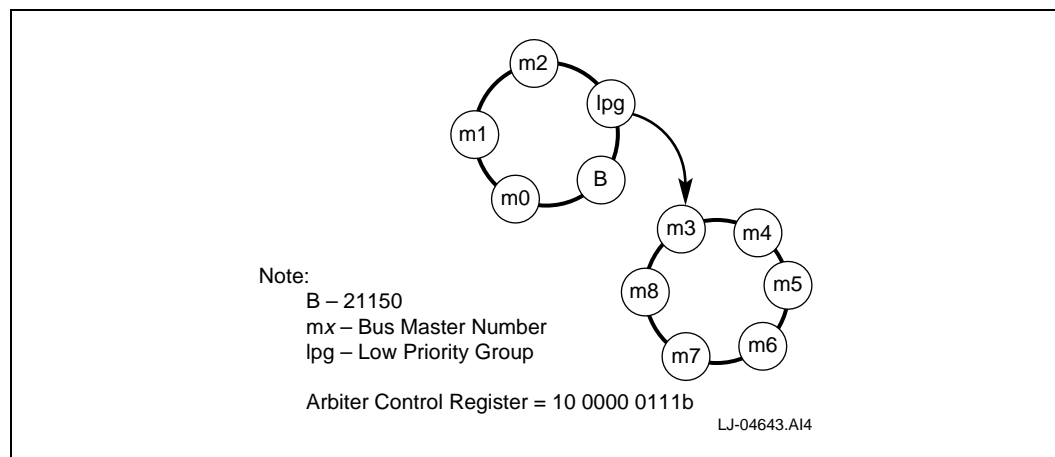 m2
lpg
m1
B
m0
m3
m4
m8
m5
m7
m6
Note:
B – 21150
mx – Bus Master Number
lpg – Low Priority Group
Arbiter Control Register = 10 0000 0111b
LJ-04643.AI4